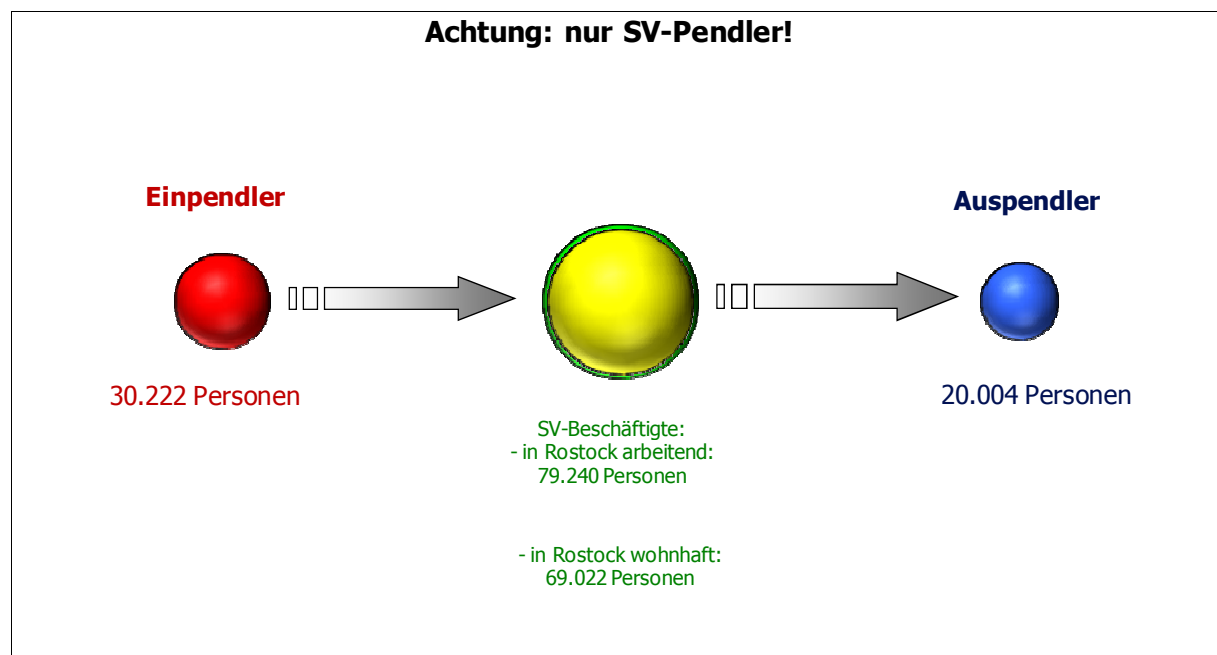 Achtung: nur SV-Pendler!
Einpendler
30.222 Personen
SV-Beschäftigte:
- in Rostock arbeitend:
79.240 Personen
- in Rostock wohnhaft:
69.022 Personen
Auspendler
20.004 Personen